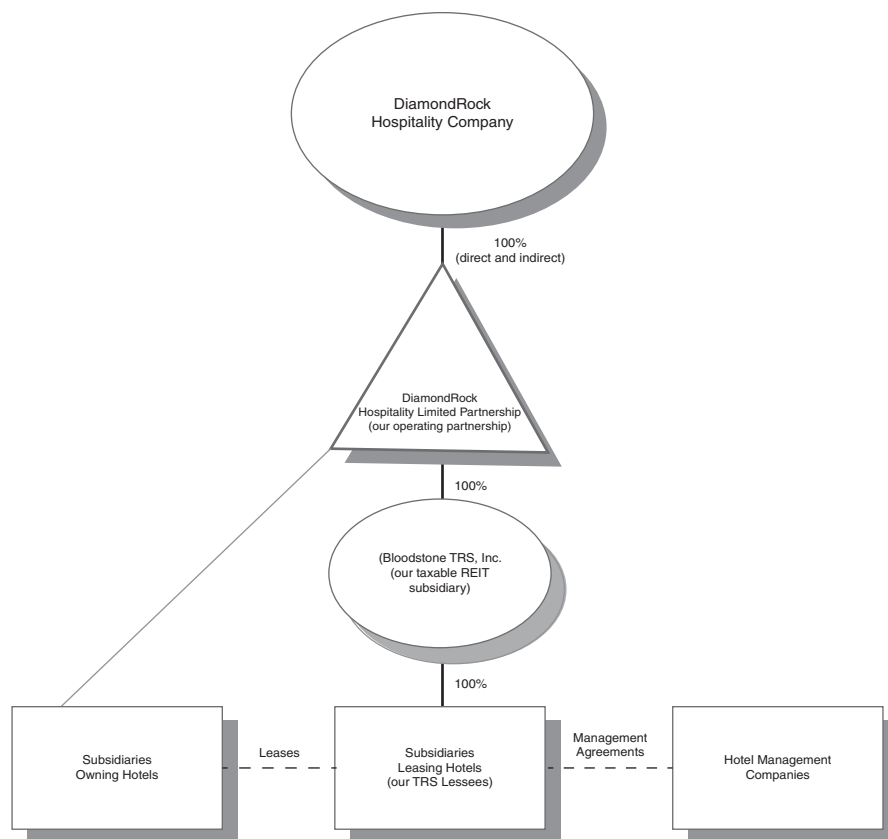 DiamondRock
Hospitality Company
100%
(direct and indirect)
DiamondRock
Hospitality Limited Partnership
(our operating partnership)
100%
(Bloodstone TRS, Inc.
(our taxable REIT
subsidiary)
100%
Subsidiaries
Owning Hotels
Leases
Subsidiaries
Leasing Hotels
(our TRS Lessees)
Management
Agreements
Hotel Management
Companies